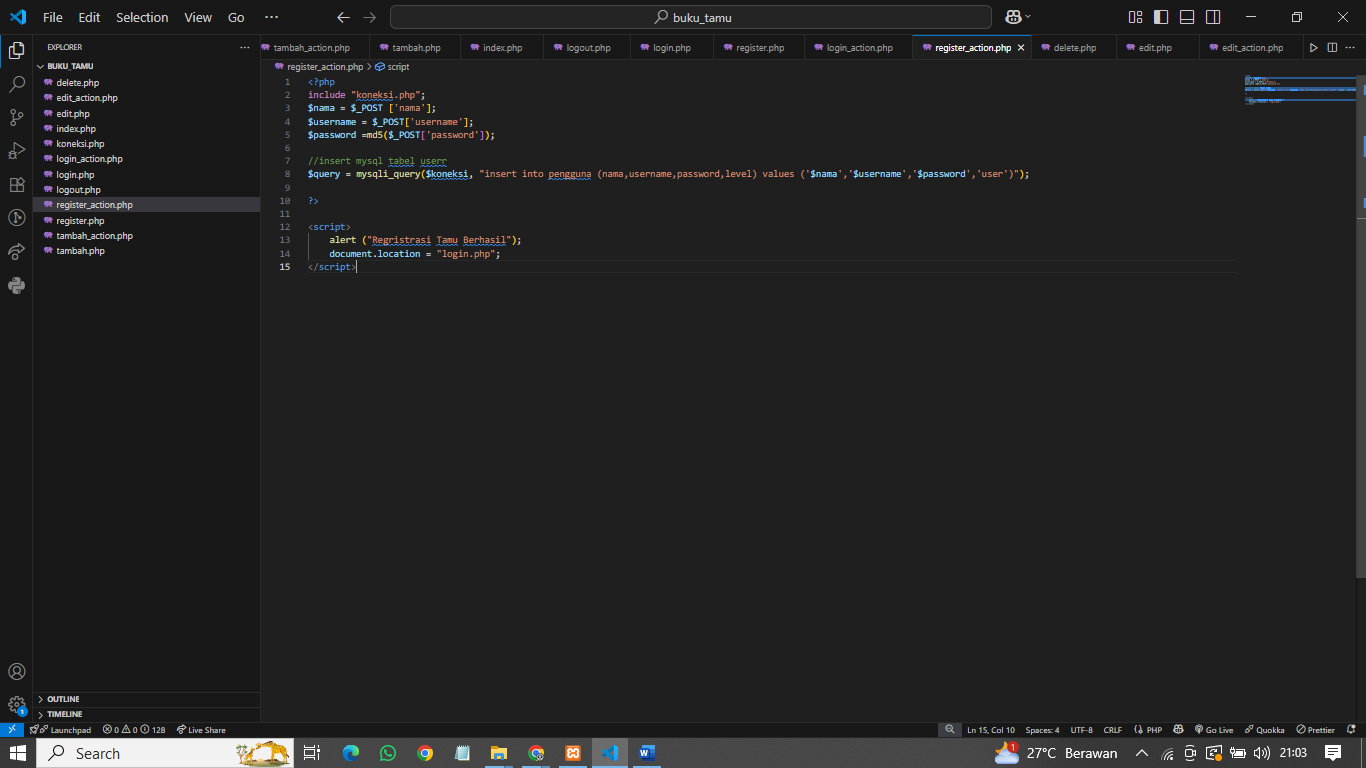 File Edit Selection View Go ··· buku_tamu
EXPLORER ···
BUKU_TAMU
delete.php
edit_action.php
edit.php
index.php
koneksi.php
login_action.php
login.php
logout.php
register_action.php
register.php
tambah_action.php
tambah.php
OUTLINE
TIMELINE
tambah_action.php tambah.php index.php logout.php login.php register.php login_action.php register_action.php delete.php edit.php edit_action.php ···
register_action.php > script
1 <?php
2 include "koneksi.php";
3 $nama = $_POST ['nama'];
4 $username = $_POST['username'];
5 $password =md5($_POST['password']);
6
7 //insert mysql tabel userr
8 $query = mysqli_query($koneksi, "insert into pengguna (nama,username,password,level) values ('$nama','$username','$password','user')");
9
10 ?>
11
12 <script>
13 alert ("Regristrasi Tamu Berhasil");
14 document.location = "login.php";
15 </script>
1
Launchpad 0 0 128 Live Share Ln 15, Col 10 Spaces: 4 UTF-8 CRLF PHP Go Live Quokka Prettier
Search 1 27°C Berawan 21:03